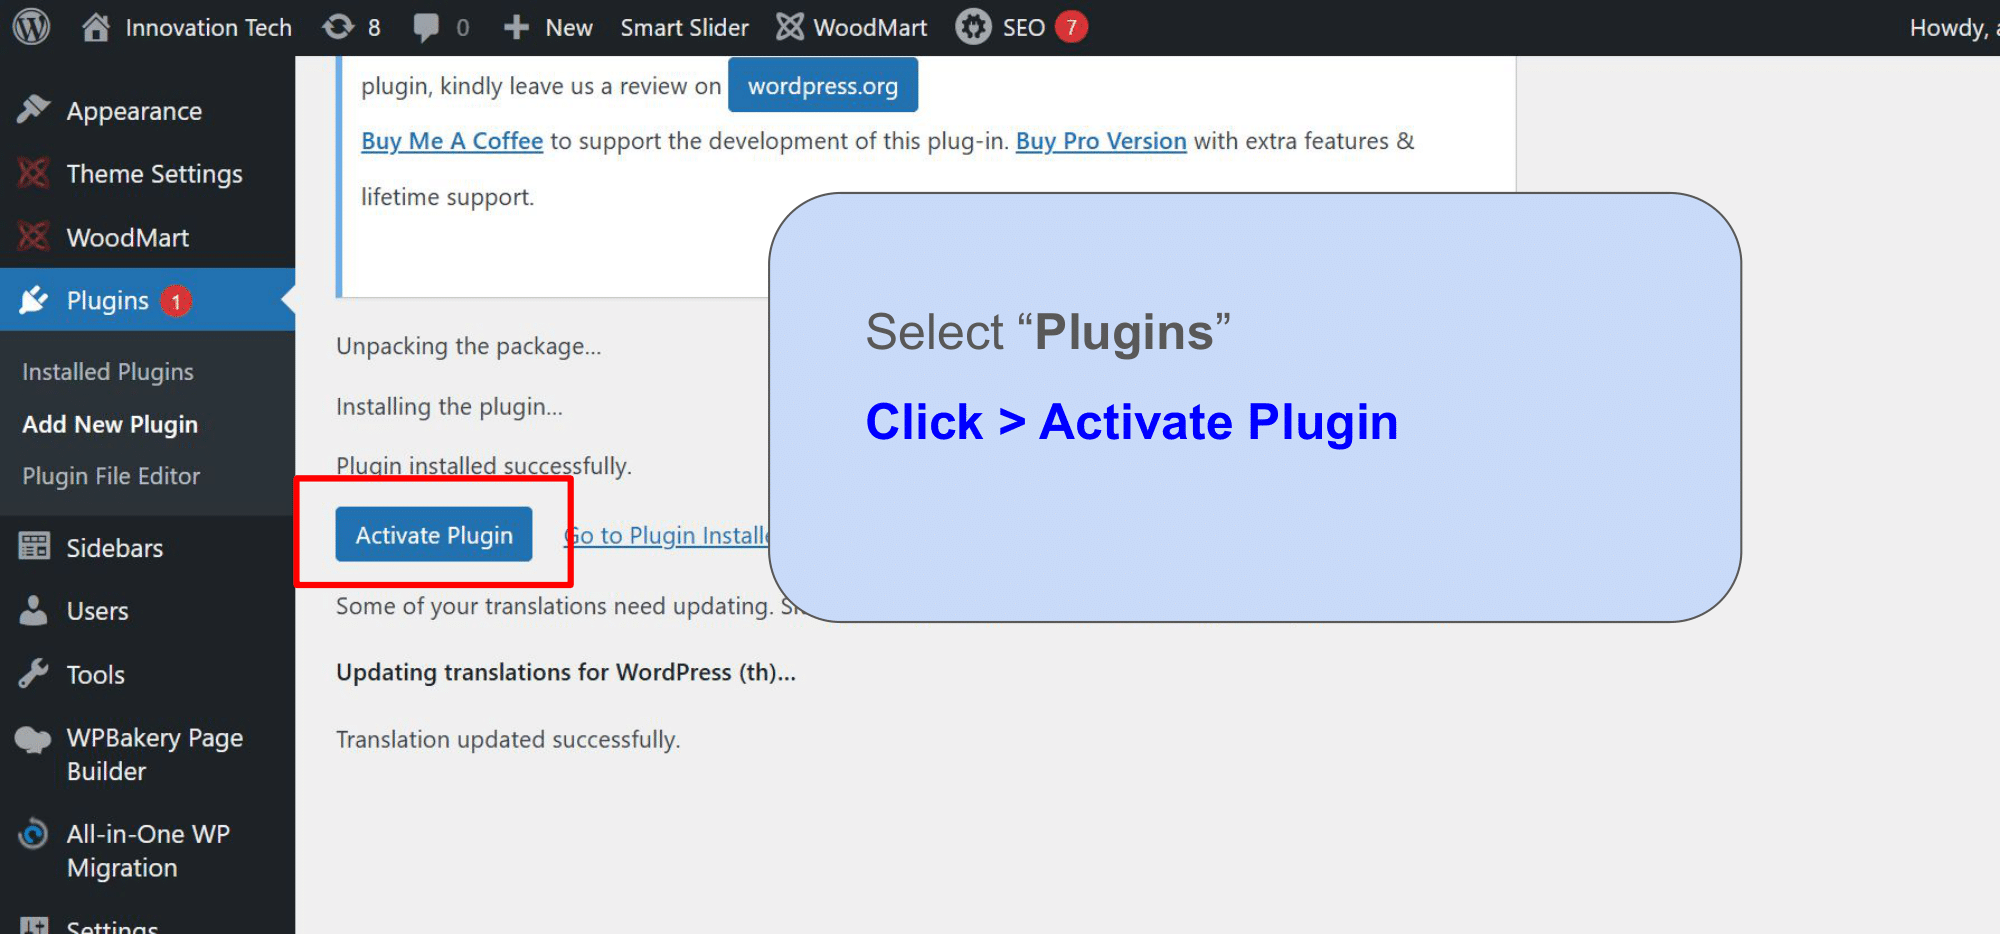 Innovation Tech 8 0 New Smart Slider WoodMart SEO 7 Howdy,
Appearance
Theme Settings
WoodMart
Plugins 1
Installed Plugins
Add New Plugin
Plugin File Editor
Sidebars
Users
Tools
WPBakery Page
Builder
All-in-One WP
Migration
Settings
plugin, kindly leave us a review on wordpress.org
Buy Me A Coffee to support the development of this plug-in. Buy Pro Version with extra features &
lifetime support.
Unpacking the package...
Installing the plugin...
Plugin installed successfully.
Activate Plugin Go to Plugin
Some of your translations need updating.
Updating translations for WordPress (th)...
Translation updated successfully.
Select “Plugins”
Click > Activate Plugin